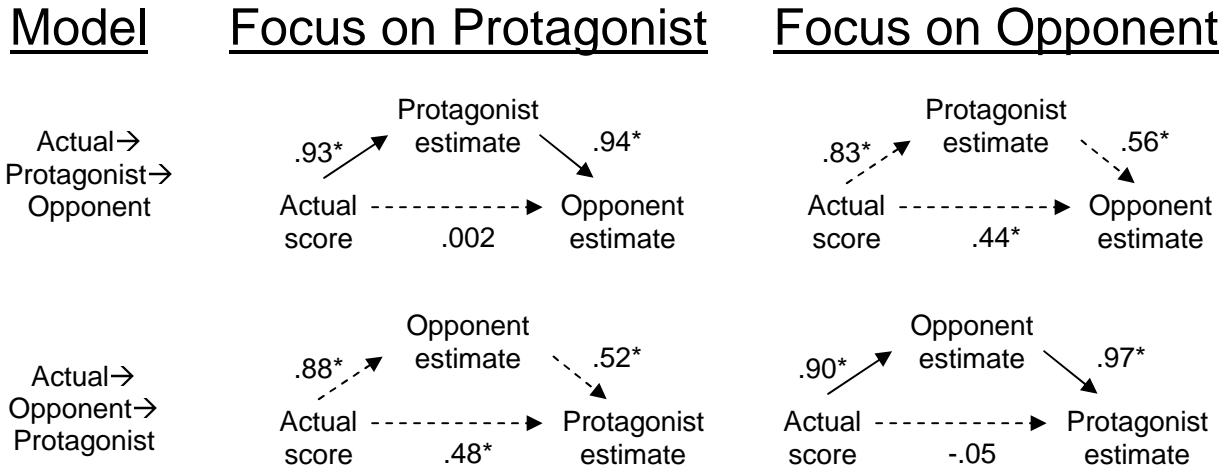 Model
Focus on Protagonist
Focus on Opponent
Actual→
Protagonist→
Opponent
Protagonist
estimate
.93*
.94*
Actual
score
.002
Opponent
estimate
Protagonist
estimate
.83*
.56*
Actual
score
.44*
Opponent
estimate
Actual→
Opponent→
Protagonist
Opponent
estimate
.88*
.52*
Actual
score
.48*
Protagonist
estimate
Opponent
estimate
.90*
.97*
Actual
score
-.05
Protagonist
estimate